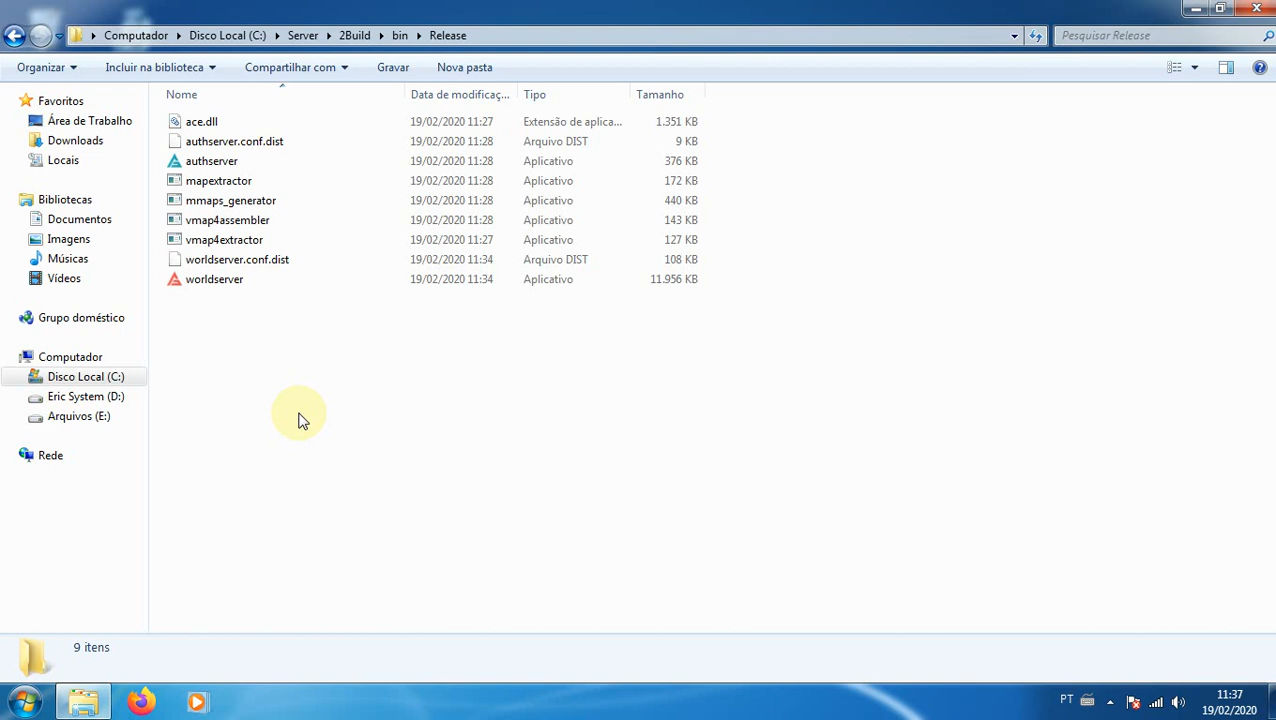 Computador Disco Local (C:) Server 2Build bin Release Pesquisar Release
Organizar Incluir na biblioteca Compartilhar com Gravar Nova pasta
Nome Data de modificaç... Tipo Tamanho
Favoritos
Área de Trabalho
Downloads
Locais
Bibliotecas
Documentos
Imagens
Músicas
Vídeos
Grupo doméstico
Computador
Disco Local (C:)
Eric System (D:)
Arquivos (E:)
Rede
ace.dll 19/02/2020 11:27 Extensão de aplica... 1.351 KB
authserver.conf.dist 19/02/2020 11:28 Arquivo DIST 9 KB
authserver 19/02/2020 11:28 Aplicativo 376 KB
mapextractor 19/02/2020 11:28 Aplicativo 172 KB
mmaps_generator 19/02/2020 11:28 Aplicativo 440 KB
vmap4assembler 19/02/2020 11:28 Aplicativo 143 KB
vmap4extractor 19/02/2020 11:27 Aplicativo 127 KB
worldserver.conf.dist 19/02/2020 11:34 Arquivo DIST 108 KB
worldserver 19/02/2020 11:34 Aplicativo 11.956 KB
9 itens
PT
11:37
19/02/2020